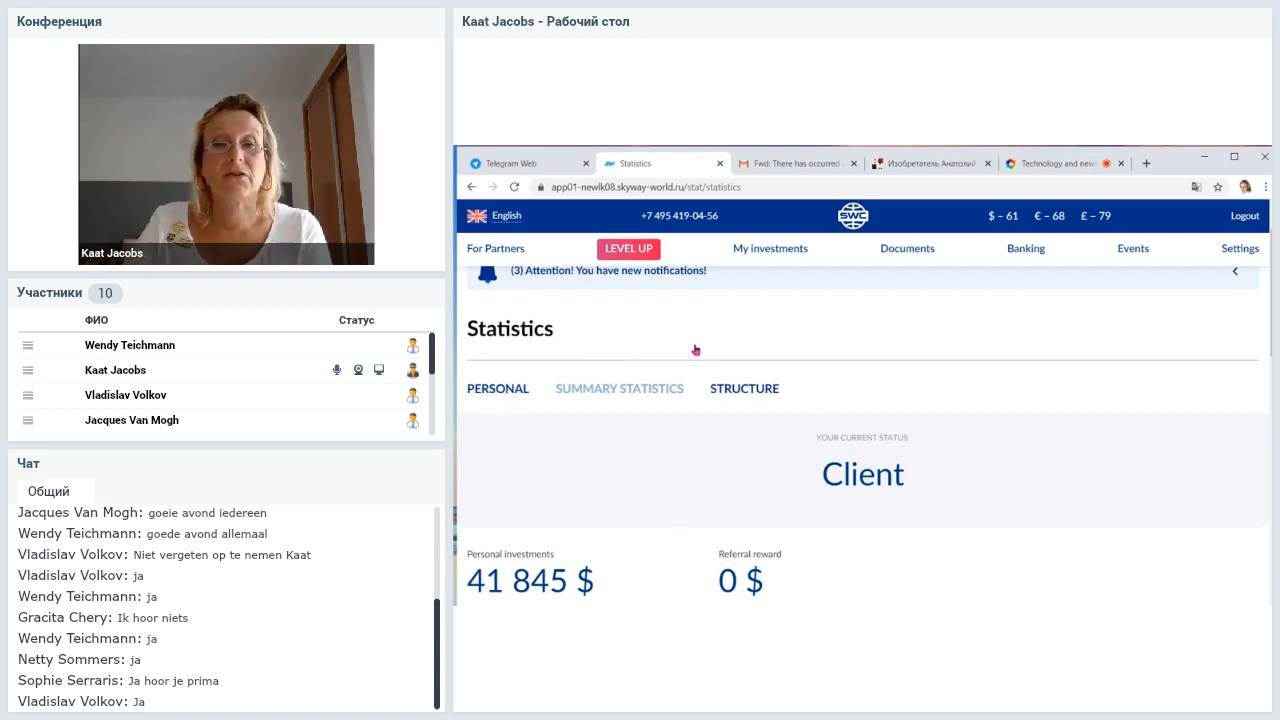 Конференция
Kaat Jacobs
Участники 10
ФИО Статус
Wendy Teichmann
Kaat Jacobs
Vladislav Volkov
Jacques Van Mogh
Чат
Общий
Jacques Van Mogh: goeie avond iedereen
Wendy Teichmann: goede avond allemaal
Vladislav Volkov: Niet vergeten op te nemen Kaat
Vladislav Volkov: ja
Wendy Teichmann: ja
Gracita Chery: Ik hoor niets
Wendy Teichmann: ja
Netty Sommers: ja
Sophie Serraris: Ja hoor je prima
Vladislav Volkov: Ja
Kaat Jacobs - Рабочий стол
Telegram Web Statistics Fwd: There has occurred Изобретатель Анатолий Technology and new
app01-newlk08.skyway-world.ru/stat/statistics
English +7 495 419-04-56 SWC $ – 61 € – 68 £ – 79 Logout
For Partners LEVEL UP My investments Documents Banking Events Settings
(3) Attention! You have new notifications!
Statistics
PERSONAL SUMMARY STATISTICS STRUCTURE
YOUR CURRENT STATUS
Client
Personal investments Referral reward
41 845 $ 0 $